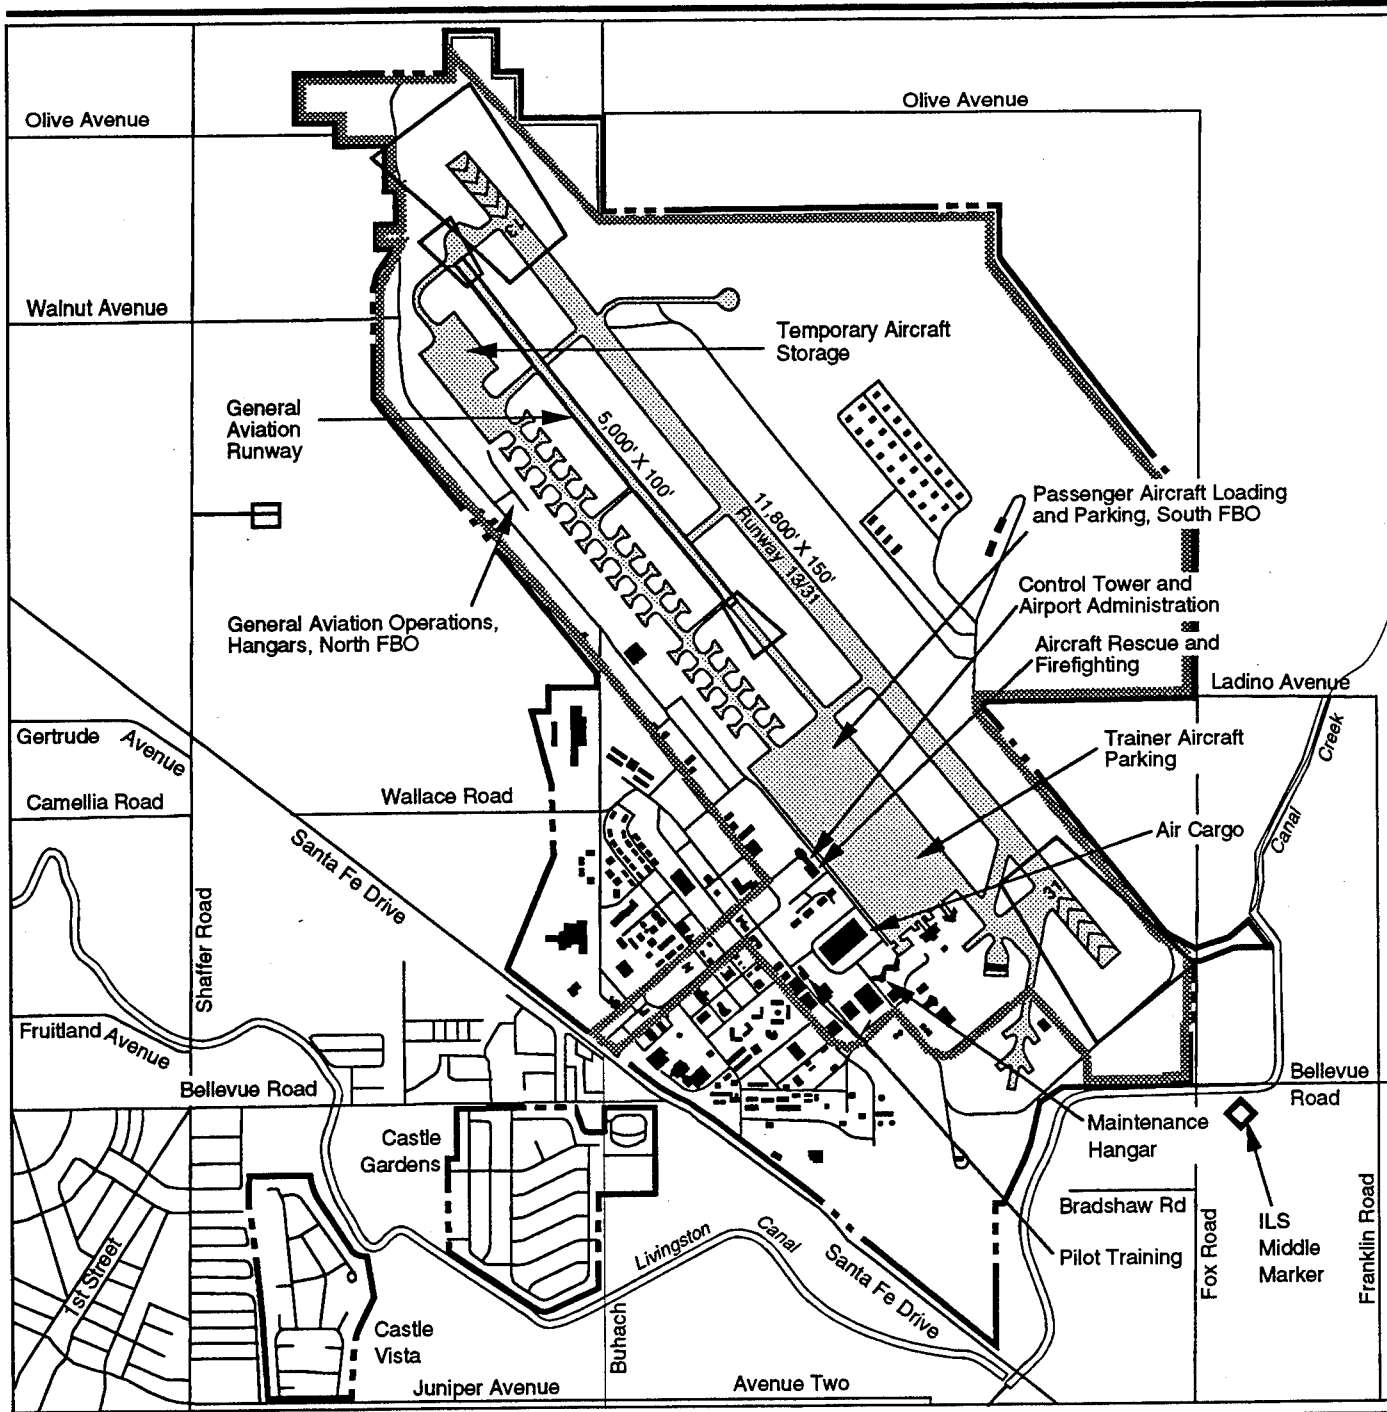 Olive Avenue
Olive Avenue
13
Walnut Avenue
Temporary Aircraft
Storage
General
Aviation
Runway
5,000' X 100'
11,800' X 150'
Runway 13/31
Passenger Aircraft Loading
and Parking, South FBO
Control Tower and
Airport Administration
General Aviation Operations,
Hangars, North FBO
Aircraft Rescue and
Firefighting
Ladino Avenue
Gertrude Avenue
Trainer Aircraft
Parking
Canal Creek
Camellia Road
Wallace Road
Air Cargo
Santa Fe Drive
31
Shaffer Road
Fruitland Avenue
Bellevue Road
Bellevue
Road
Castle
Gardens
Maintenance
Hangar
Bradshaw Rd
Fox Road
ILS
Middle
Marker
Franklin Road
Livingston Canal
Santa Fe Drive
Pilot Training
1st Street
Castle
Vista
Buhach
Juniper Avenue
Avenue Two